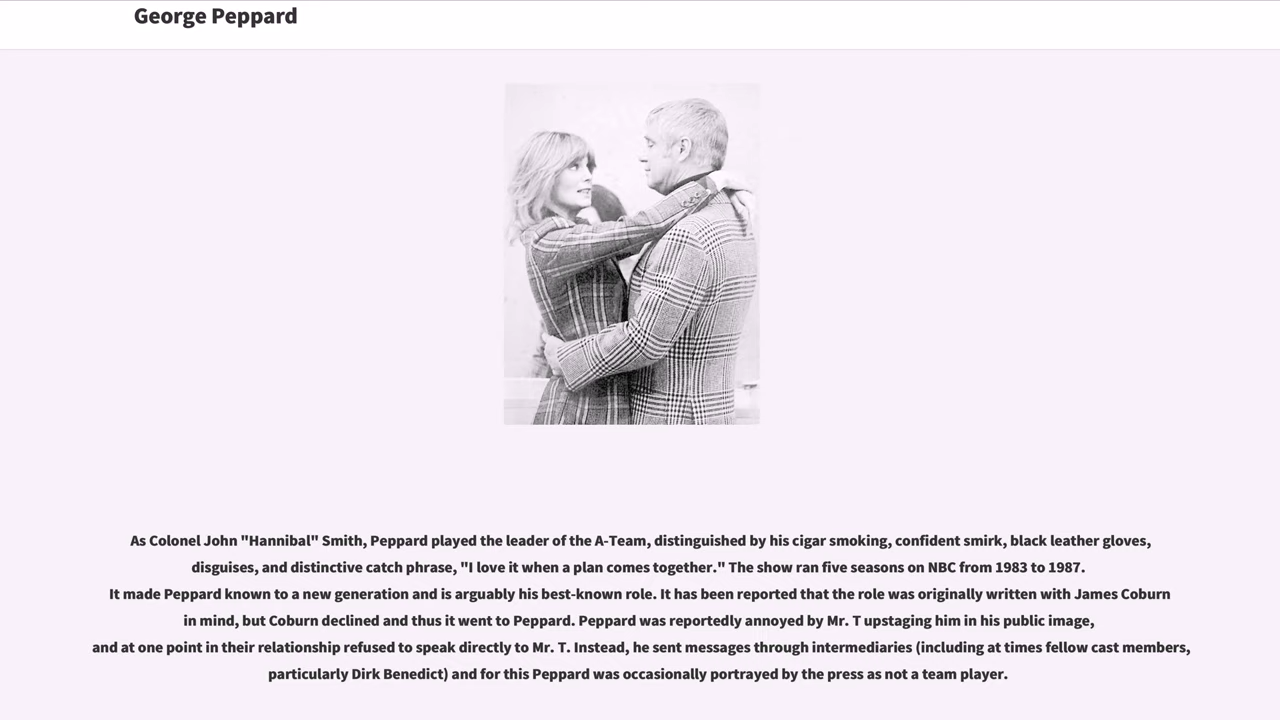 George Peppard
As Colonel John "Hannibal" Smith, Peppard played the leader of the A-Team, distinguished by his cigar smoking, confident smirk, black leather gloves,
disguises, and distinctive catch phrase, "I love it when a plan comes together." The show ran five seasons on NBC from 1983 to 1987.
It made Peppard known to a new generation and is arguably his best-known role. It has been reported that the role was originally written with James Coburn
in mind, but Coburn declined and thus it went to Peppard. Peppard was reportedly annoyed by Mr. T upstaging him in his public image,
and at one point in their relationship refused to speak directly to Mr. T. Instead, he sent messages through intermediaries (including at times fellow cast members,
particularly Dirk Benedict) and for this Peppard was occasionally portrayed by the press as not a team player.